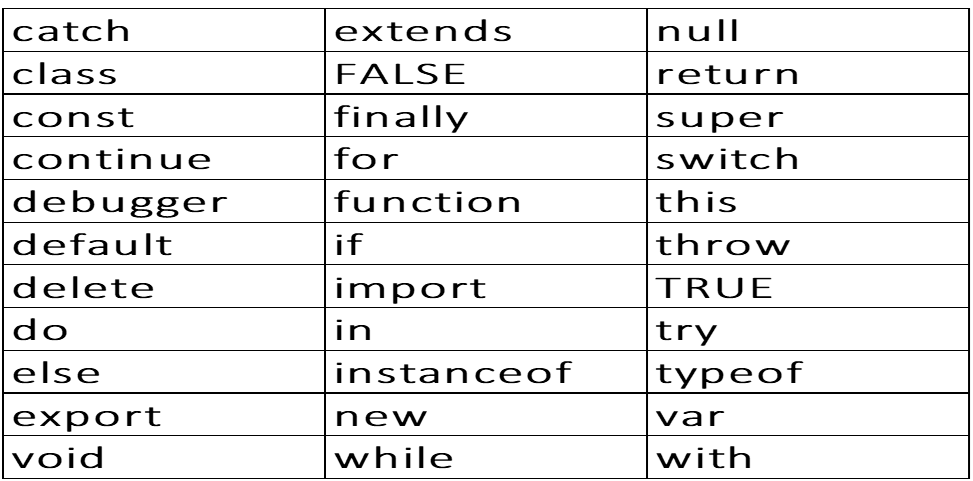 catch extends null
class FALSE return
const finally super
continue for switch
debugger function this
default if throw
delete import TRUE
do in try
else instanceof typeof
export new var
void while with